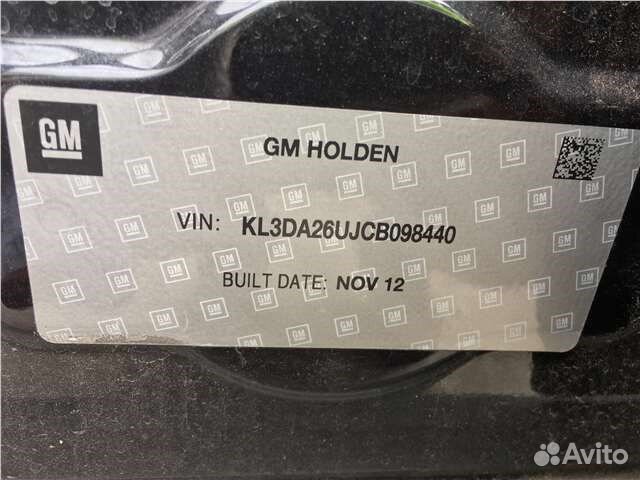 GM
GM HOLDEN
VIN: KL3DA26UJCB098440
BUILT DATE: NOV 12
Avito